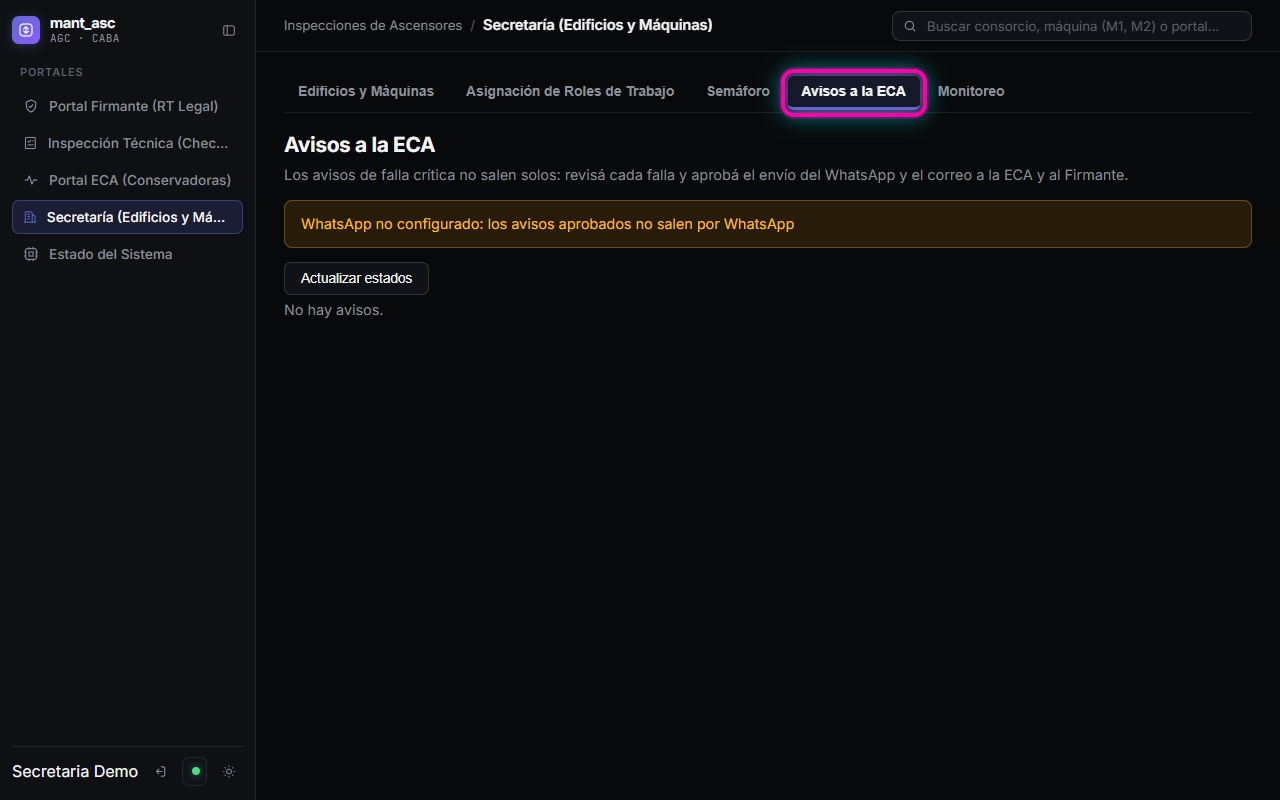 mant_asc
AGC · CABA
PORTALES
Portal Firmante (RT Legal)
Inspección Técnica (Chec...
Portal ECA (Conservadoras)
Secretaría (Edificios y Má...
Estado del Sistema
Secretaria Demo
Inspecciones de Ascensores / Secretaría (Edificios y Máquinas)
Buscar consorcio, máquina (M1, M2) o portal...
Edificios y Máquinas Asignación de Roles de Trabajo Semáforo Avisos a la ECA Monitoreo
Avisos a la ECA
Los avisos de falla crítica no salen solos: revisá cada falla y aprobá el envío del WhatsApp y el correo a la ECA y al Firmante.
WhatsApp no configurado: los avisos aprobados no salen por WhatsApp
Actualizar estados
No hay avisos.